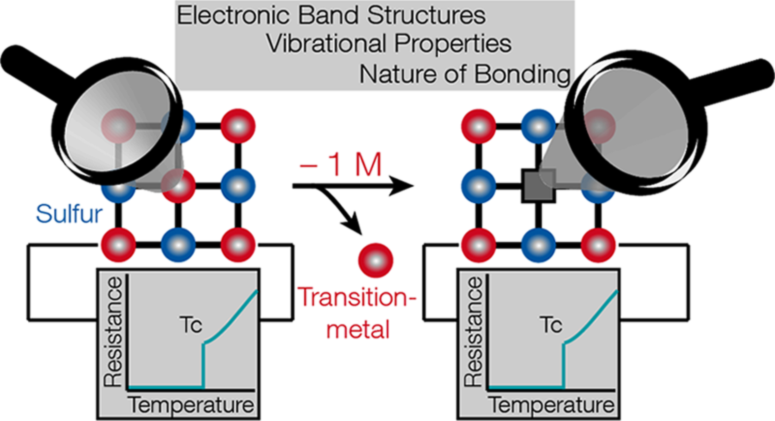 Electronic Band Structures
Vibrational Properties
Nature of Bonding
– 1 M
Sulfur
Transition-
metal
Resistance
Tc
Temperature
Resistance
Tc
Temperature